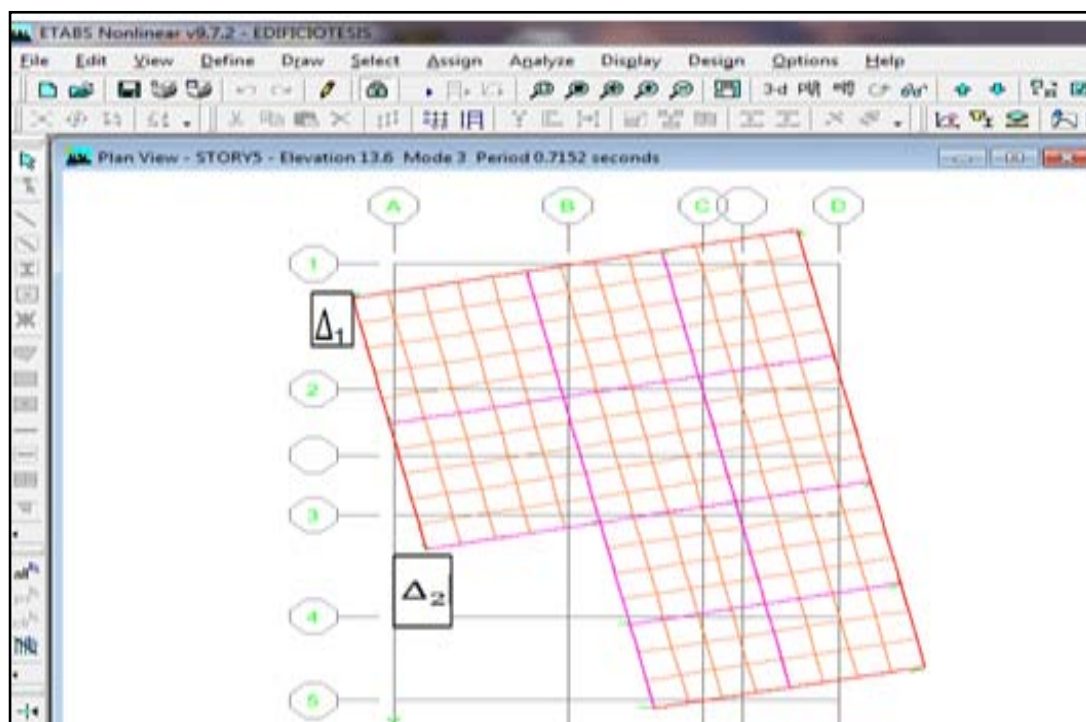 ETABS Nonlinear v9.7.2 - EDIFICIOTESIS
File Edit View Define Draw Select Assign Analyze Display Design Options Help
3-d
Plan View - STORY5 - Elevation 13.6 Mode 3 Period 0.7152 seconds
A B C D
1
Δ1
2
3
Δ2
4
5
all